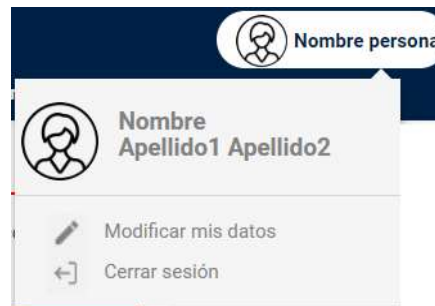 Nombre persona
Nombre
Apellido1 Apellido2
Modificar mis datos
Cerrar sesión